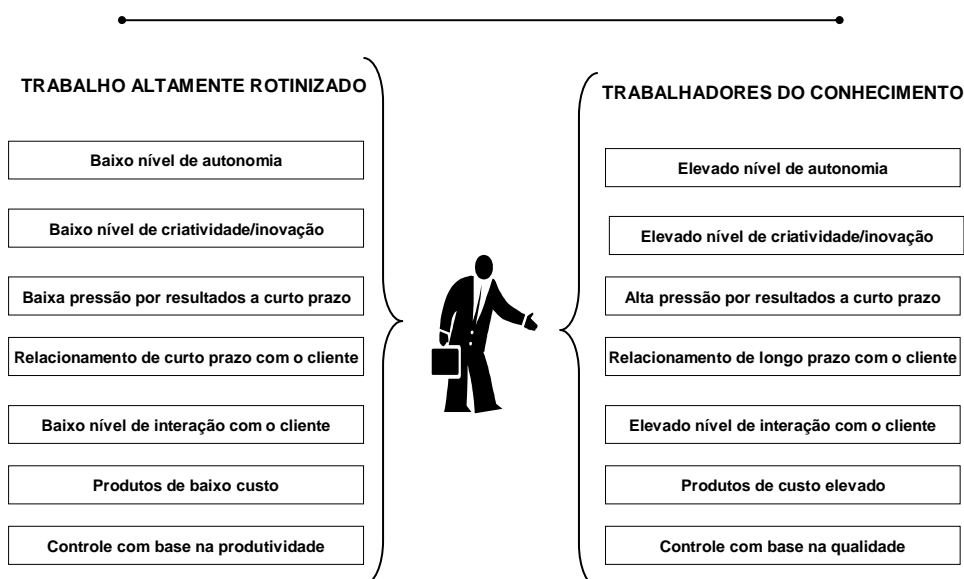 TRABALHO ALTAMENTE ROTINIZADO
Baixo nível de autonomia
Baixo nível de criatividade/inovação
Baixa pressão por resultados a curto prazo
Relacionamento de curto prazo com o cliente
Baixo nível de interação com o cliente
Produtos de baixo custo
Controle com base na produtividade
TRABALHADORES DO CONHECIMENTO
Elevado nível de autonomia
Elevado nível de criatividade/inovação
Alta pressão por resultados a curto prazo
Relacionamento de longo prazo com o cliente
Elevado nível de interação com o cliente
Produtos de custo elevado
Controle com base na qualidade